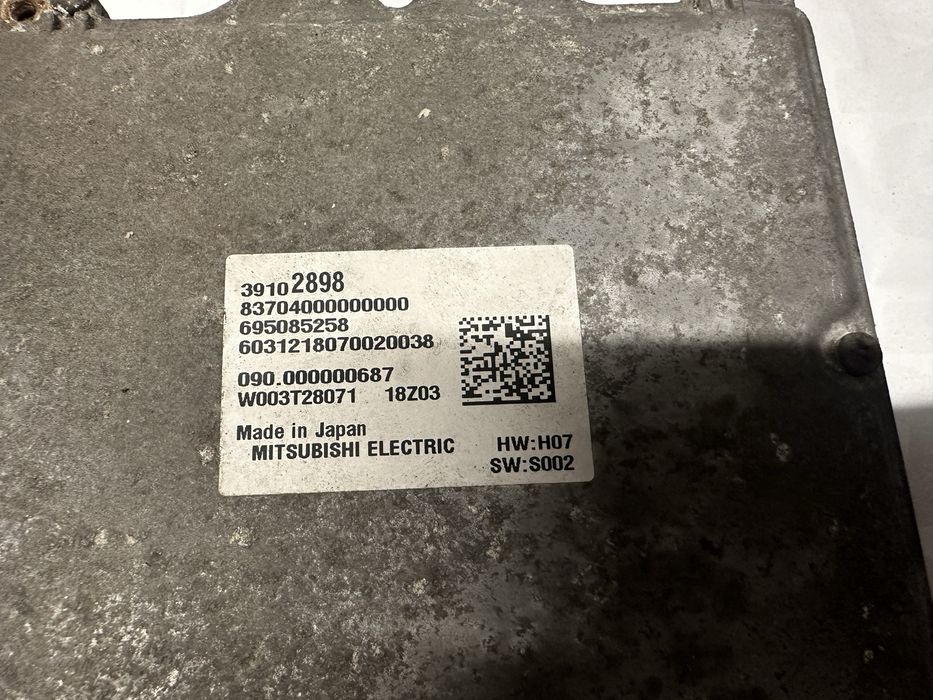 39102898
83704000000000
695085258
6031218070020038
090.000000687
W003T28071 18Z03
Made in Japan
MITSUBISHI ELECTRIC
HW:H07
SW:S002